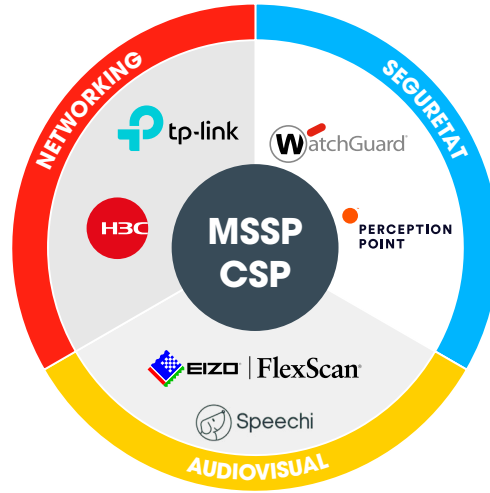 NETWORKING
SEGURETAT
tp-link
WatchGuard
H3C
MSSP
CSP
PERCEPTION
POINT
EIZO | FlexScan
Speechi
AUDIOVISUAL